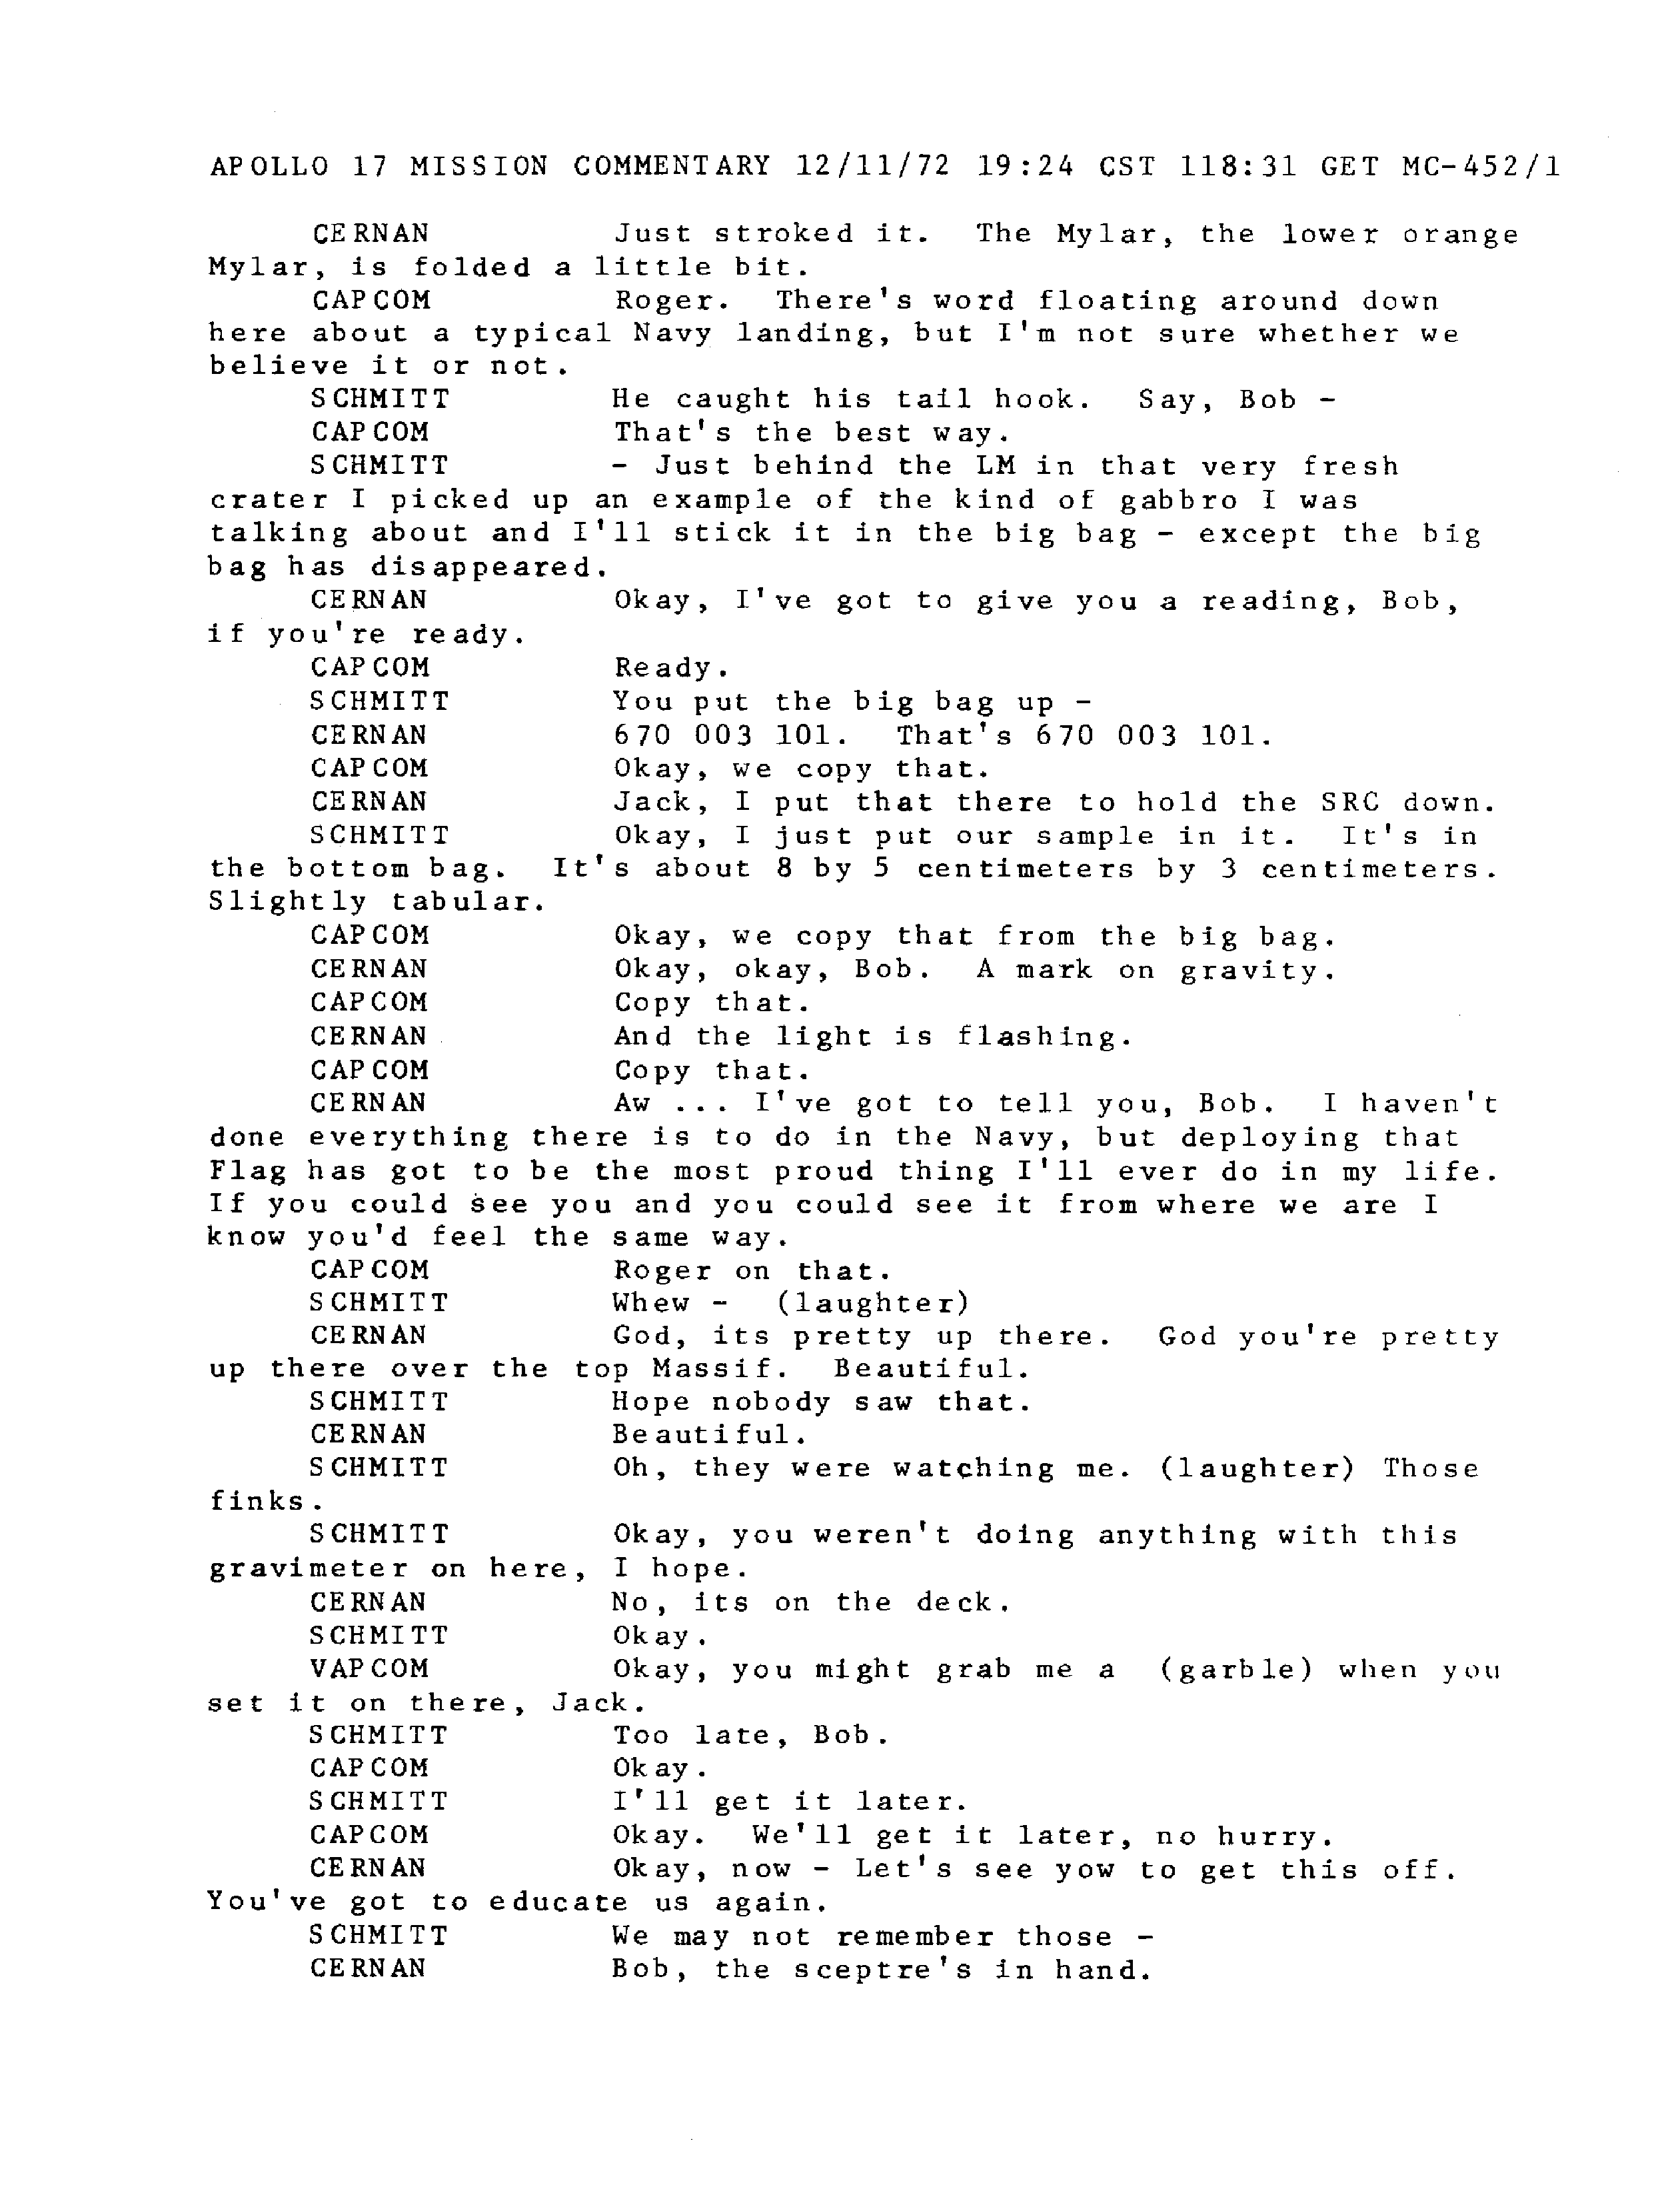 APOLLO 17 MISSION COMMENTARY 12/11/72 19:24 CST 118:31 GET MC-452/1
CERNAN Just stroked it. The Mylar, the lower orange
Mylar, is folded a little bit.
CAPCOM Roger. There's word floating around down
here about a typical Navy landing, but I'm not sure whether we
believe it or not.
SCHMITT He caught his tail hook. Say, Bob -
CAPCOM That's the best way.
SCHMITT - Just behind the LM in that very fresh
crater I picked up an example of the kind of gabbro I was
talking about and I'll stick it in the big bag - except the big
bag has disappeared.
CERNAN Okay, I've got to give you a reading, Bob,
if you're ready.
CAPCOM Ready.
SCHMITT You put the big bag up -
CERNAN 670 003 101. That's 670 003 101.
CAPCOM Okay, we copy that.
CERNAN Jack, I put that there to hold the SRC down.
SCHMITT Okay, I just put our sample in it. It's in
the bottom bag. It's about 8 by 5 centimeters by 3 centimeters.
Slightly tabular.
CAPCOM Okay, we copy that from the big bag.
CERNAN Okay, okay, Bob. A mark on gravity.
CAPCOM Copy that.
CERNAN And the light is flashing.
CAPCOM Copy that.
CERNAN Aw ... I've got to tell you, Bob. I haven't
done everything there is to do in the Navy, but deploying that
Flag has got to be the most proud thing I'll ever do in my life.
If you could see you and you could see it from where we are I
know you'd feel the same way.
CAPCOM Roger on that.
SCHMITT Whew - (laughter)
CERNAN God, its pretty up there. God you're pretty
up there over the top Massif. Beautiful.
SCHMITT Hope nobody saw that.
CERNAN Beautiful.
SCHMITT Oh, they were watching me. (laughter) Those
finks.
SCHMITT Okay, you weren't doing anything with this
gravimeter on here, I hope.
CERNAN No, its on the deck.
SCHMITT Okay.
VAPCOM Okay, you might grab me a (garble) when you
set it on there, Jack.
SCHMITT Too late, Bob.
CAPCOM Okay.
SCHMITT I'll get it later.
CAPCOM Okay. We'll get it later, no hurry.
CERNAN Okay, now - Let's see yow to get this off.
You've got to educate us again.
SCHMITT We may not remember those -
CERNAN Bob, the sceptre's in hand.